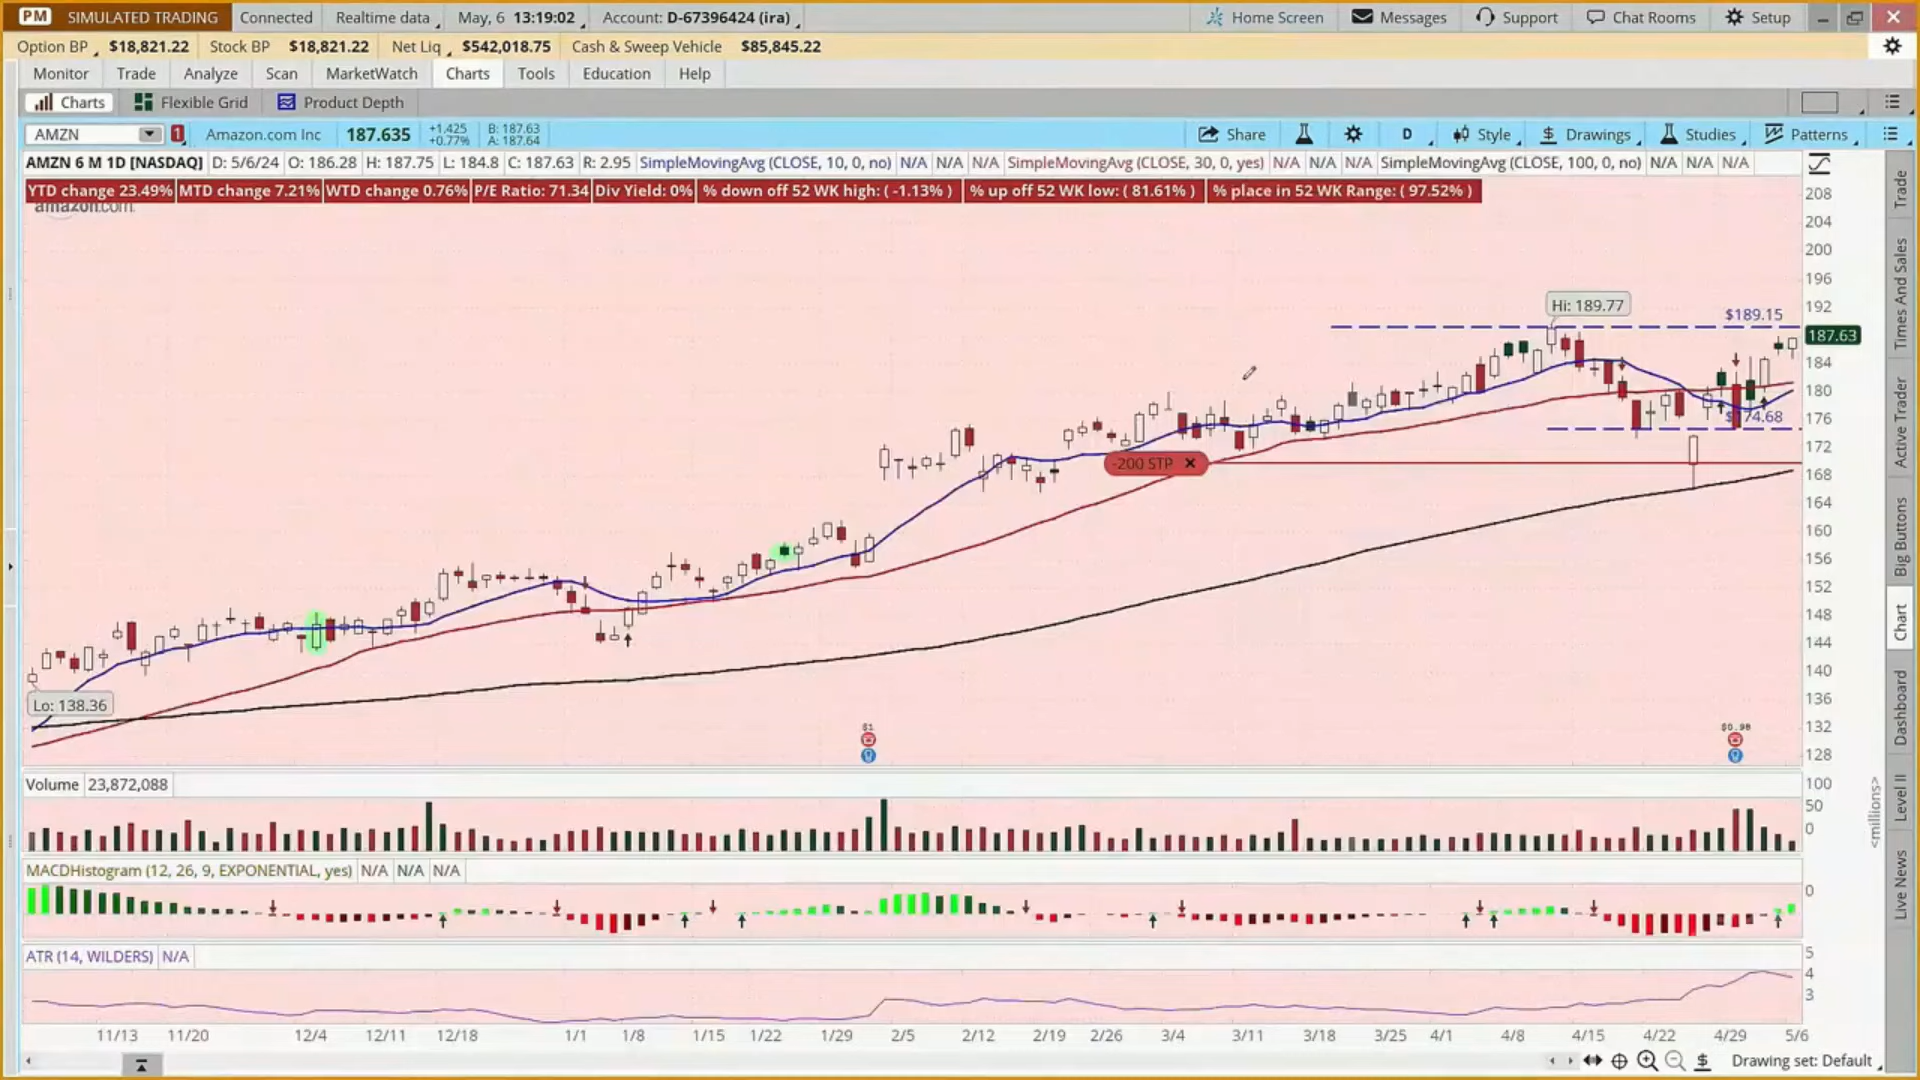 PM SIMULATED TRADING Connected Realtime data May, 6 13:19:02 Account: D-67396424 (ira) Home Screen Messages Support Chat Rooms Setup
Option BP $18,821.22 Stock BP $18,821.22 Net Liq $542,018.75 Cash & Sweep Vehicle $85,845.22
Monitor Trade Analyze Scan MarketWatch Charts Tools Education Help
Charts Flexible Grid Product Depth
AMZN 1 Amazon.com Inc 187.635 +1.425 +0.77% B: 187.63 A: 187.64 Share D Style Drawings Studies Patterns
AMZN 6 M 1D [NASDAQ] D: 5/6/24 O: 186.28 H: 187.75 L: 184.8 C: 187.63 R: 2.95 SimpleMovingAvg (CLOSE, 10, 0, no) N/A N/A N/A SimpleMovingAvg (CLOSE, 30, 0, yes) N/A N/A N/A SimpleMovingAvg (CLOSE, 100, 0, no) N/A N/A N/A
YTD change 23.49% MTD change 7.21% WTD change 0.76% P/E Ratio: 71.34 Div Yield: 0% % down off 52 WK high: ( -1.13% ) % up off 52 WK low: ( 81.61% ) % place in 52 WK Range: ( 97.52% )
amazon.com
208
204
200
196
192
Hi: 189.77
$189.15
187.63
184
180
176
$174.68
172
-200 STP
168
164
160
156
152
148
144
140
136
Lo: 138.36
132
128
$1
$0.98
Volume 23,872,088
100
50
0
<millions>
MACDHistogram (12, 26, 9, EXPONENTIAL, yes) N/A N/A N/A
0
ATR (14, WILDERS) N/A
5
4
3
11/13 11/20 12/4 12/11 12/18 1/1 1/8 1/15 1/22 1/29 2/5 2/12 2/19 2/26 3/4 3/11 3/18 3/25 4/1 4/8 4/15 4/22 4/29 5/6
Drawing set: Default
Trade
Times And Sales
Active Trader
Big Buttons
Chart
Dashboard
Level II
Live News